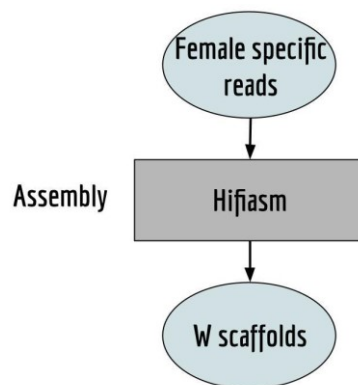 Female specific
reads
Assembly
Hifiasm
W scaffolds